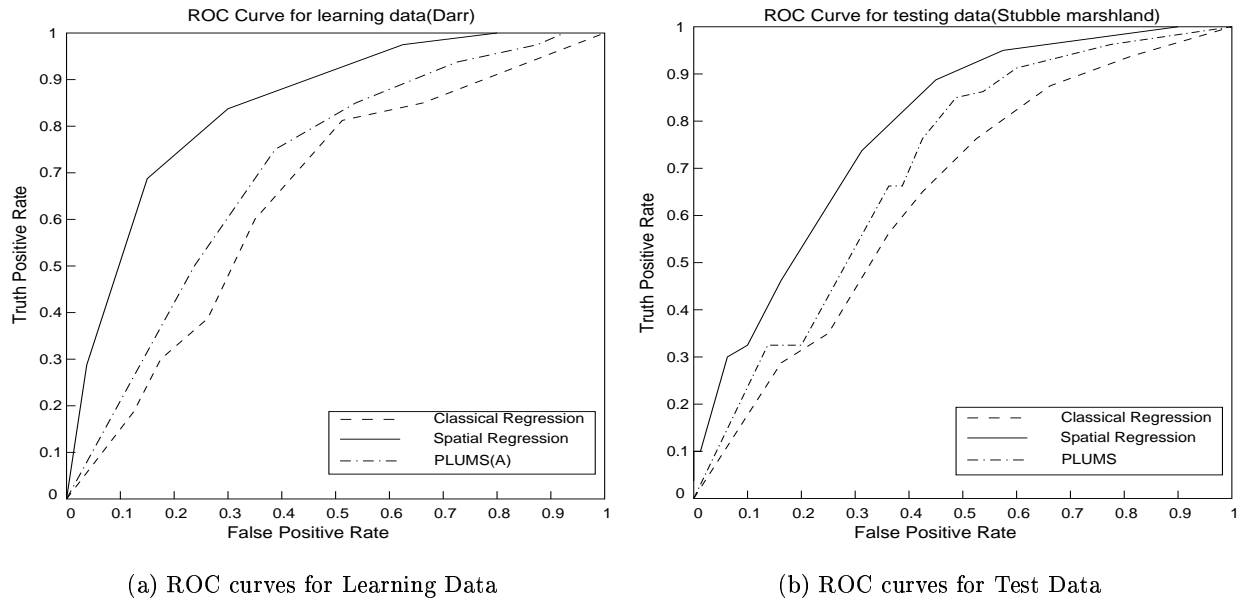 ROC Curve for learning data(Darr)
1
0.9
0.8
0.7
0.6
0.5
0.4
0.3
0.2
0.1
0
Truth Positive Rate
Classical Regression
Spatial Regression
PLUMS(A)
0 0.1 0.2 0.3 0.4 0.5 0.6 0.7 0.8 0.9 1
False Positive Rate
(a) ROC curves for Learning Data
ROC Curve for testing data(Stubble marshland)
1
0.9
0.8
0.7
0.6
0.5
0.4
0.3
0.2
0.1
0
Truth Positive Rate
Classical Regression
Spatial Regression
PLUMS
0 0.1 0.2 0.3 0.4 0.5 0.6 0.7 0.8 0.9 1
False Positive Rate
(b) ROC curves for Test Data